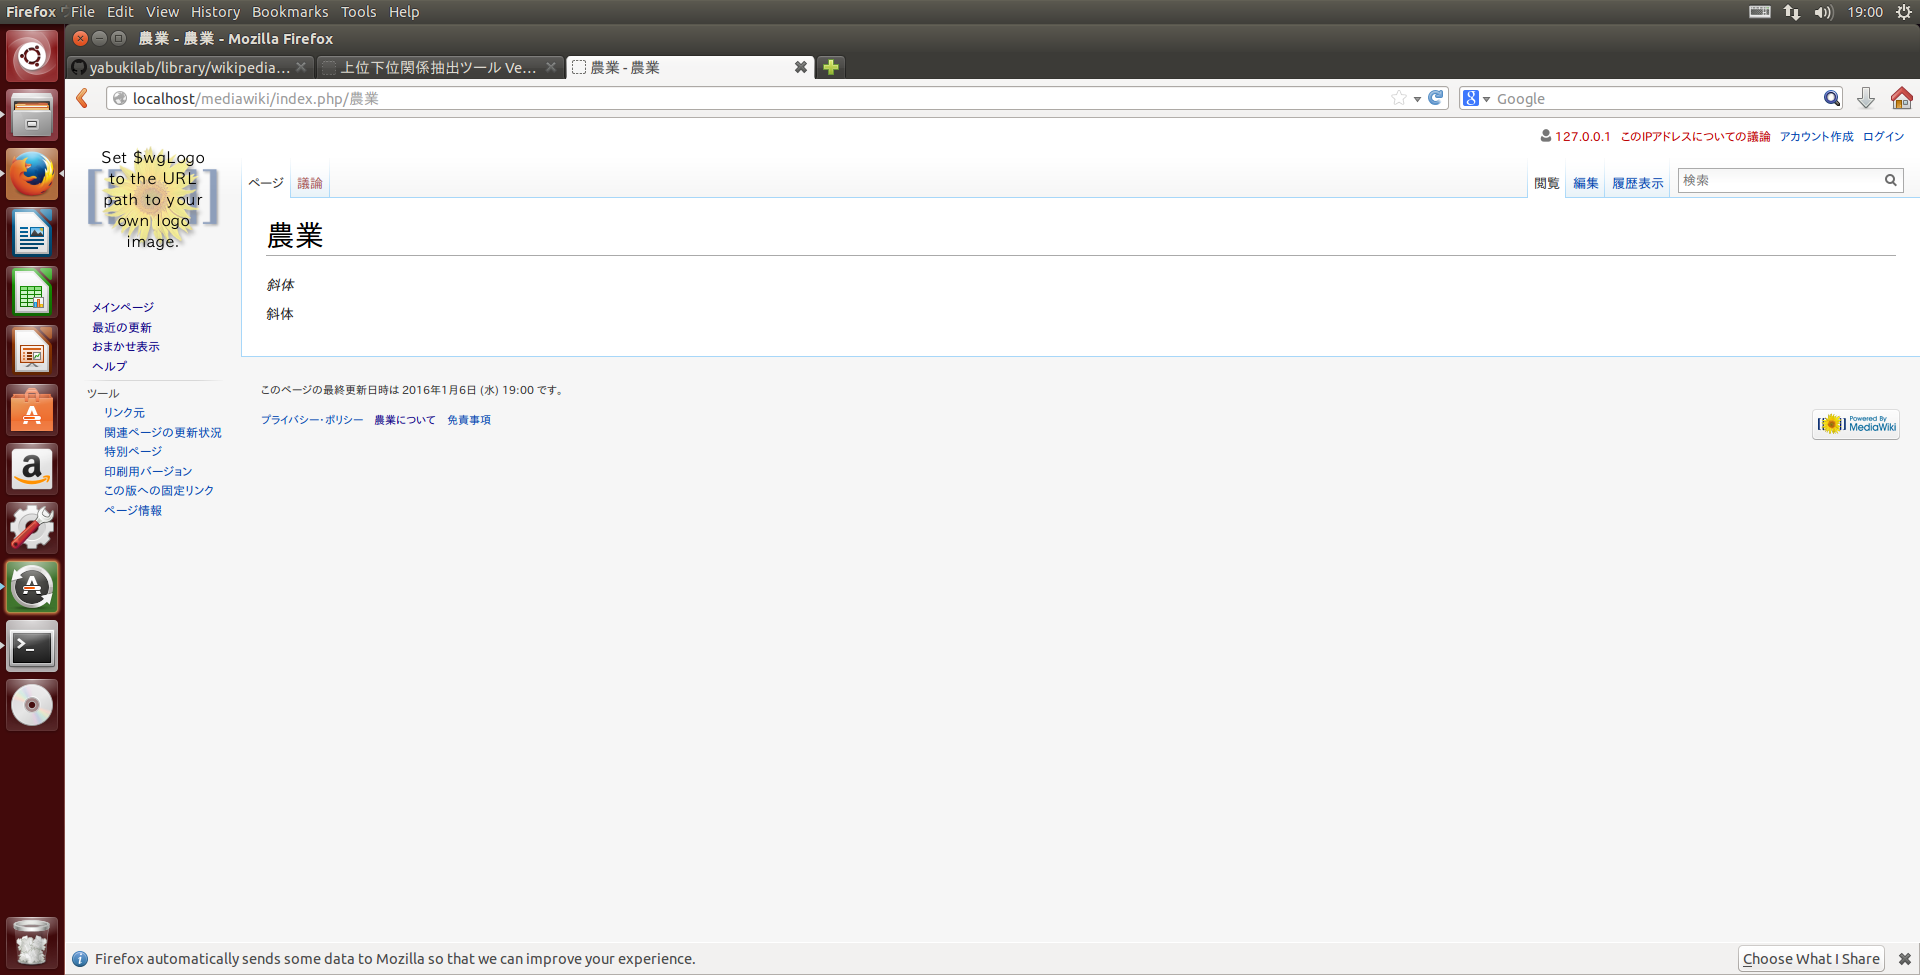 Firefox File Edit View History Bookmarks Tools Help 19:00
農業 - 農業 - Mozilla Firefox
yabukilab/library/wikipedia... 上位下位関係抽出ツール Ve... 農業 - 農業
localhost/mediawiki/index.php/農業 Google
127.0.0.1 このIPアドレスについての議論 アカウント作成 ログイン
Set $wgLogo
to the URL
path to your
own logo
image.
ページ 議論 閲覧 編集 履歴表示 検索
農業
斜体
斜体
メインページ
最近の更新
おまかせ表示
ヘルプ
ツール
リンク元
関連ページの更新状況
特別ページ
印刷用バージョン
この版への固定リンク
ページ情報
このページの最終更新日時は 2016年1月6日 (水) 19:00 です。
プライバシー・ポリシー 農業について 免責事項
Powered By
MediaWiki
Firefox automatically sends some data to Mozilla so that we can improve your experience. Choose What I Share